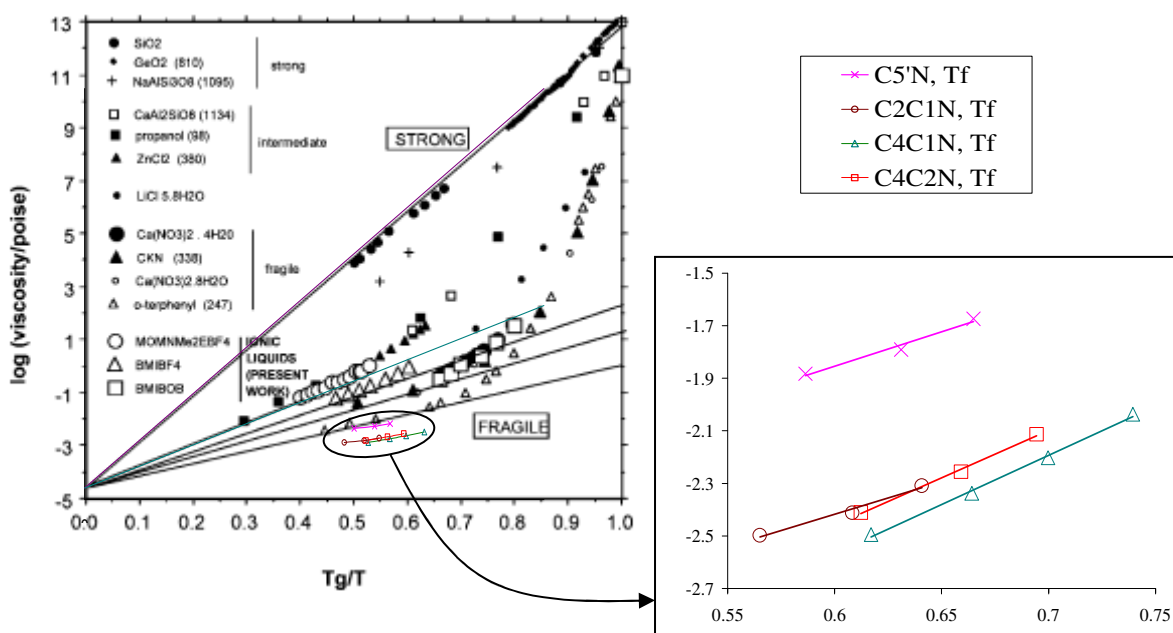 13
11
9
7
5
3
1
-1
-3
-5
log (viscosity/poise)
SiO2
GeO2 (810)
NaAlSi3O8 (1095)
strong
CaAl2SiO8 (1134)
propanol (98)
ZnCl2 (380)
intermediate
LiCl 5.8H2O
Ca(NO3)2 . 4H20
CKN (338)
Ca(NO3)2.8H2O
o-terphenyl (247)
fragile
MOMNMe2EBF4
BMIBF4
BMIBOB
IONIC
LIQUIDS
(PRESENT
WORK)
STRONG
FRAGILE
0.0 0.1 0.2 0.3 0.4 0.5 0.6 0.7 0.8 0.9 1.0
Tg/T
C5'N, Tf
C2C1N, Tf
C4C1N, Tf
C4C2N, Tf
-1.5
-1.7
-1.9
-2.1
-2.3
-2.5
-2.7
0.55 0.6 0.65 0.7 0.75